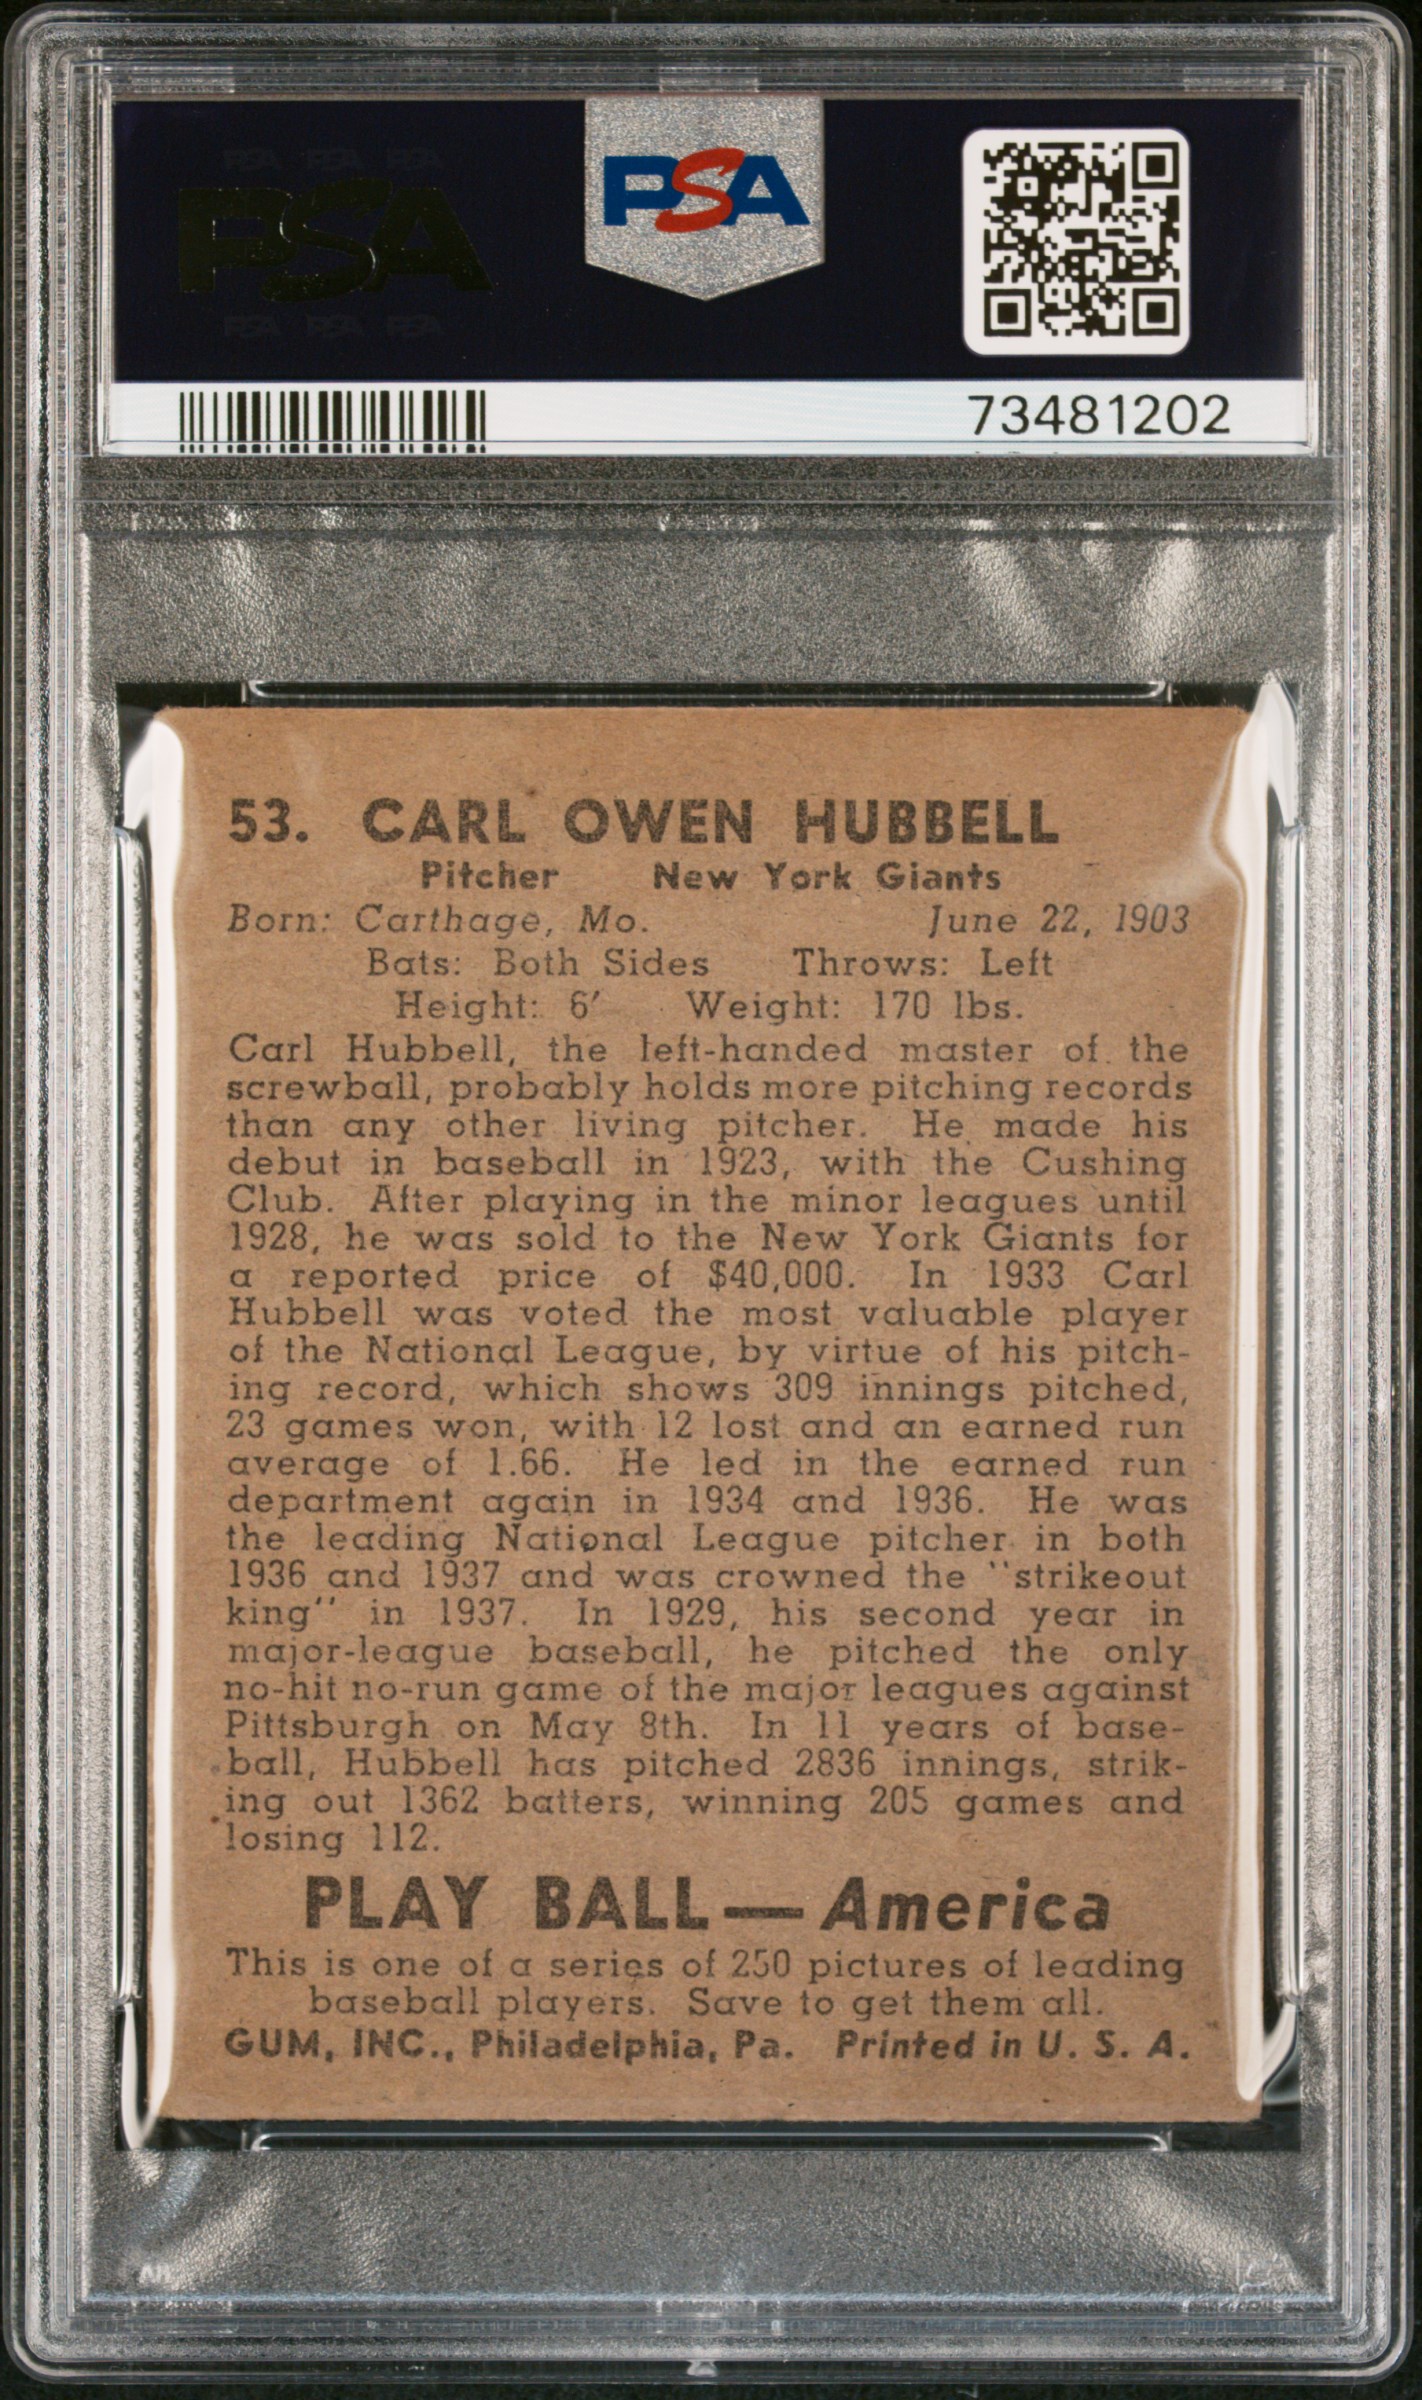 PSA PSA PSA
PSA
PSA PSA PSA
PSA
73481202
53. CARL OWEN HUBBELL
Pitcher New York Giants
Born: Carthage, Mo. June 22, 1903
Bats: Both Sides Throws: Left
Height: 6′ Weight: 170 lbs.
Carl Hubbell, the left-handed master of the
screwball, probably holds more pitching records
than any other living pitcher. He made his
debut in baseball in 1923, with the Cushing
Club. After playing in the minor leagues until
1928, he was sold to the New York Giants for
a reported price of $40,000. In 1933 Carl
Hubbell was voted the most valuable player
of the National League, by virtue of his pitch-
ing record, which shows 309 innings pitched,
23 games won, with 12 lost and an earned run
average of 1.66. He led in the earned run
department again in 1934 and 1936. He was
the leading National League pitcher in both
1936 and 1937 and was crowned the "strikeout
king" in 1937. In 1929, his second year in
major-league baseball, he pitched the only
no-hit no-run game of the major leagues against
Pittsburgh on May 8th. In 11 years of base-
ball, Hubbell has pitched 2836 innings, strik-
ing out 1362 batters, winning 205 games and
losing 112.
PLAY BALL—America
This is one of a series of 250 pictures of leading
baseball players. Save to get them all.
GUM, INC., Philadelphia, Pa. Printed in U. S. A.